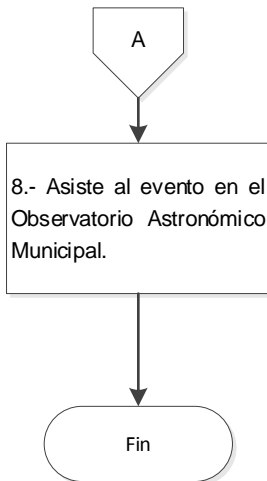 A
8.- Asiste al evento en el
Observatorio Astronómico
Municipal.
Fin